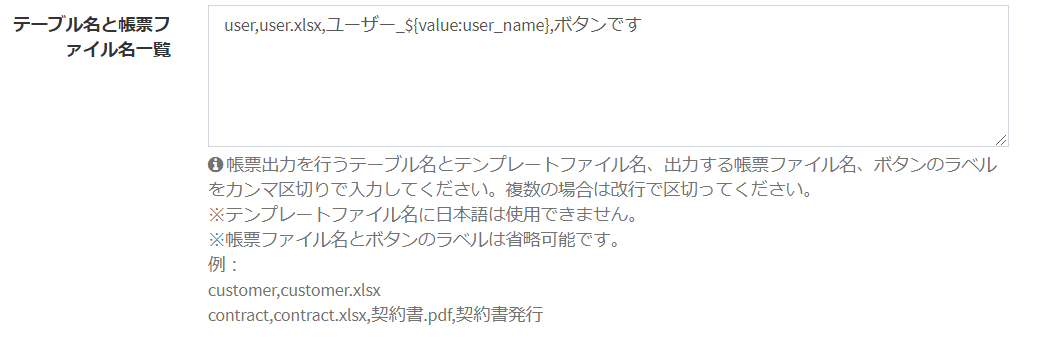 テーブル名と帳票フ
ァイル名一覧
user,user.xlsx,ユーザー_${value:user_name},ボタンです
帳票出力を行うテーブル名とテンプレートファイル名、出力する帳票ファイル名、ボタンのラベル
をカンマ区切りで入力してください。複数の場合は改行で区切ってください。
※テンプレートファイル名に日本語は使用できません。
※帳票ファイル名とボタンのラベルは省略可能です。
例：
customer,customer.xlsx
contract,contract.xlsx,契約書.pdf,契約書発行